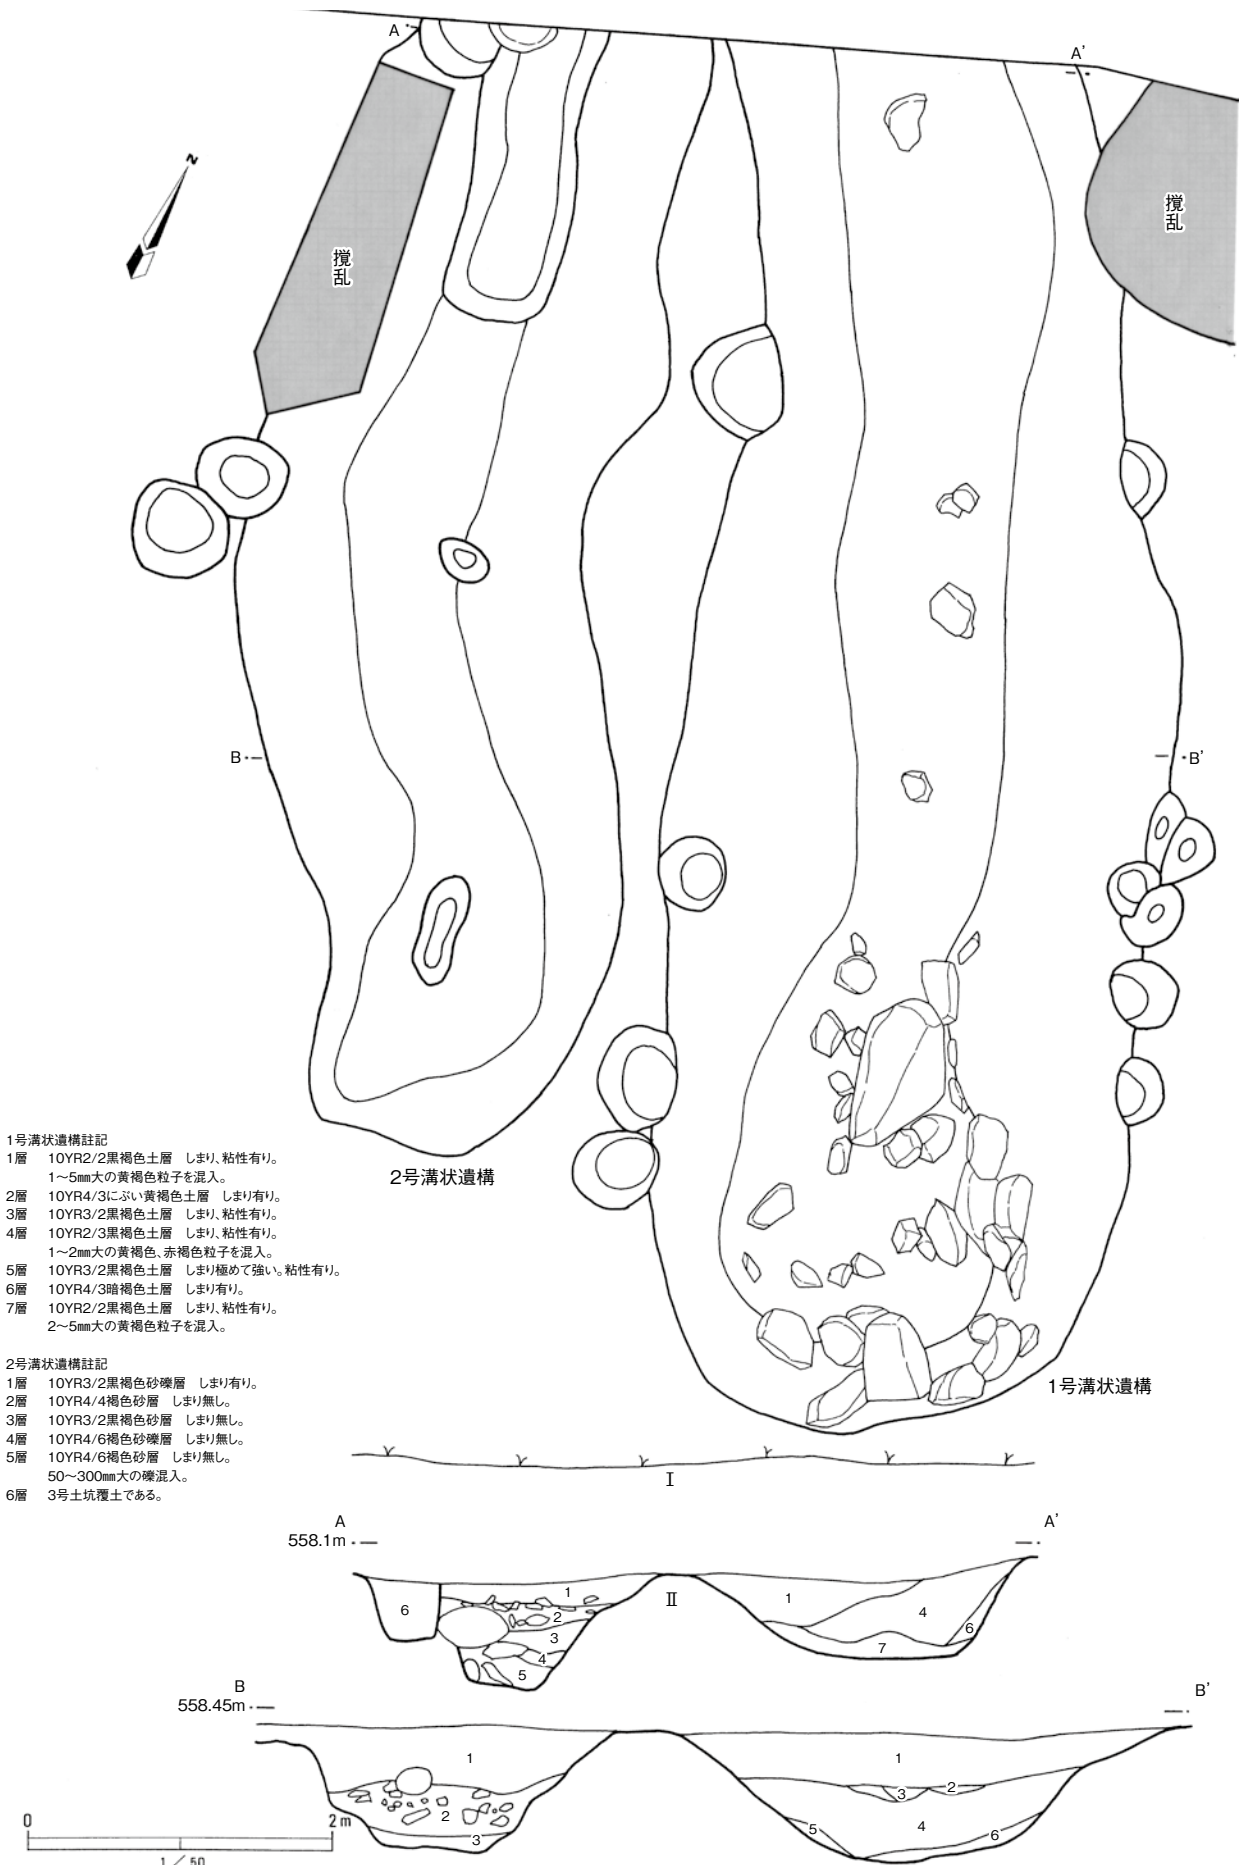 A
A'
N
攪乱
攪乱
B
B'
1号溝状遺構註記
1層 10YR2/2黒褐色土層 しまり、粘性有り。
1〜5㎜大の黄褐色粒子を混入。
2層 10YR4/3にぶい黄褐色土層 しまり有り。
3層 10YR3/2黒褐色土層 しまり、粘性有り。
4層 10YR2/3黒褐色土層 しまり、粘性有り。
1〜2㎜大の黄褐色、赤褐色粒子を混入。
5層 10YR3/2黒褐色土層 しまり極めて強い。粘性有り。
6層 10YR4/3暗褐色土層 しまり有り。
7層 10YR2/2黒褐色土層 しまり、粘性有り。
2〜5㎜大の黄褐色粒子を混入。
2号溝状遺構註記
1層 10YR3/2黒褐色砂礫層 しまり有り。
2層 10YR4/4褐色砂層 しまり無し。
3層 10YR3/2黒褐色砂層 しまり無し。
4層 10YR4/6褐色砂礫層 しまり無し。
5層 10YR4/6褐色砂層 しまり無し。
50〜300㎜大の礫混入。
6層 3号土坑覆土である。
2号溝状遺構
1号溝状遺構
Ⅰ
A
558.1m
A'
6
1
2
3
4
5
Ⅱ
1
4
6
7
B
558.45m
B'
1
2
3
1
3
2
4
5
6
0
2m
1／50